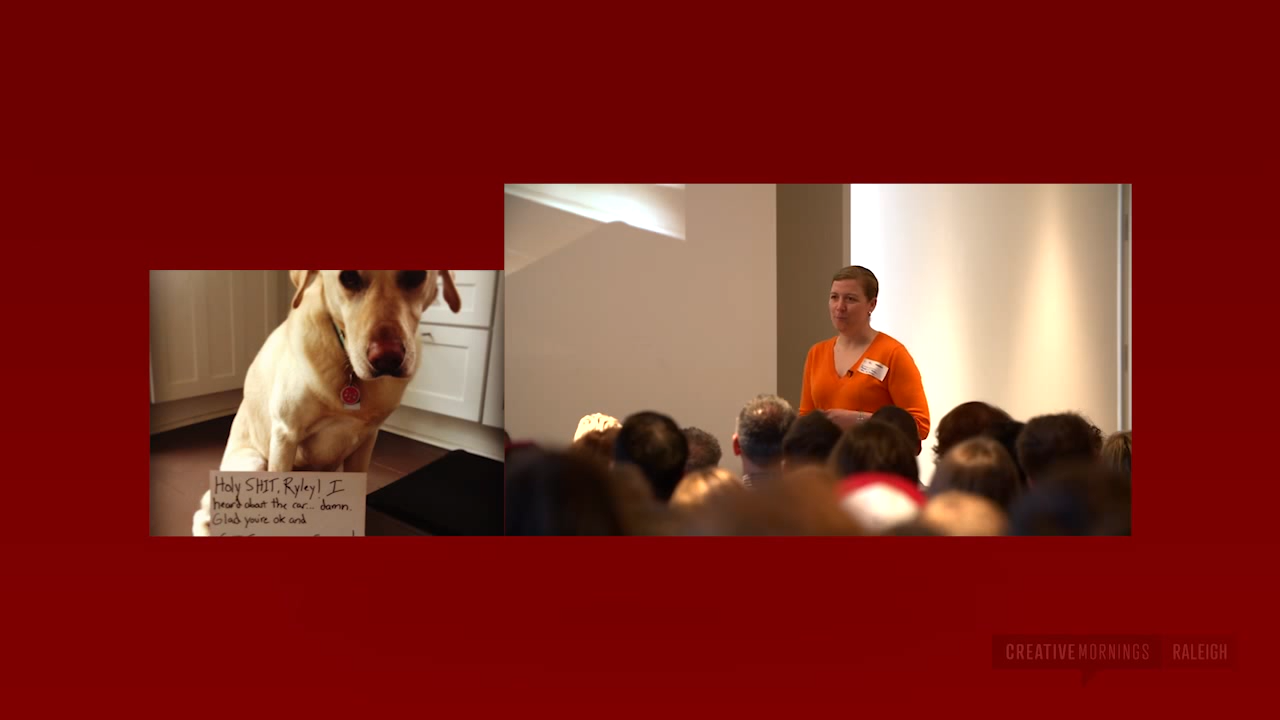 Holy SHIT, Ryley! I
heard about the car... damn.
Glad you're ok and
CREATIVEMORNINGS RALEIGH